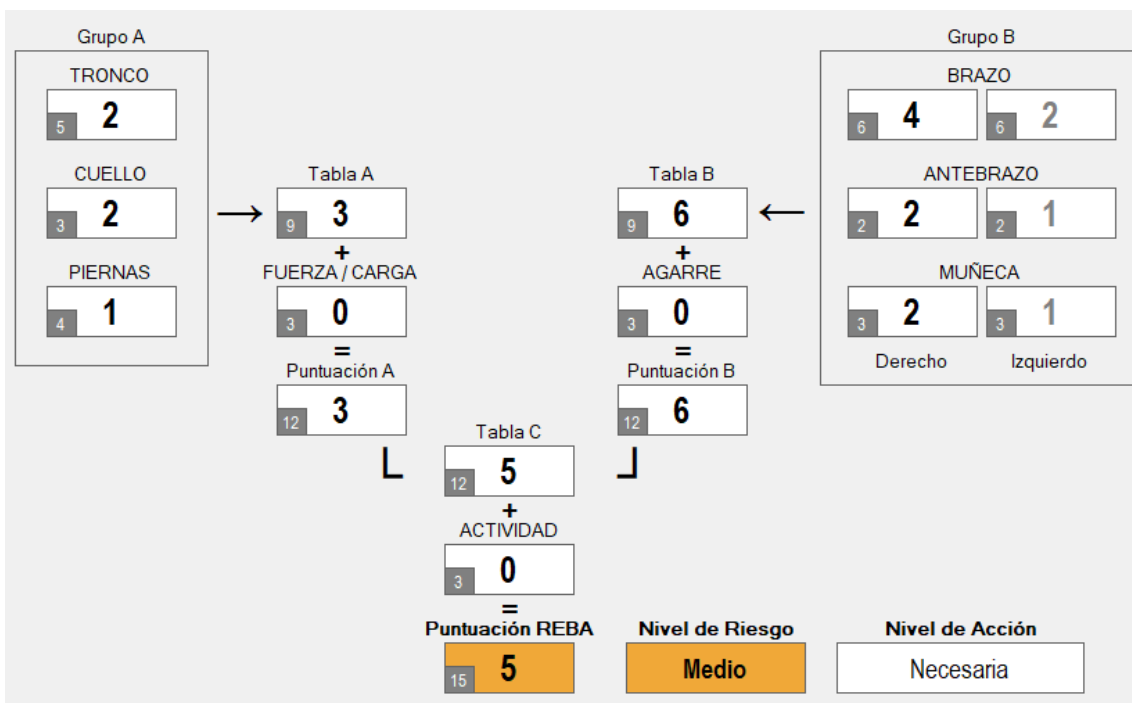 Grupo A
TRONCO
5 2
CUELLO
3 2
PIERNAS
4 1
Tabla A
9 3
+
FUERZA / CARGA
3 0
=
Puntuación A
12 3
Grupo B
BRAZO
6 4 6 2
ANTEBRAZO
2 2 2 1
MUÑECA
3 2 3 1
Derecho Izquierdo
Tabla B
9 6
+
AGARRE
3 0
=
Puntuación B
12 6
Tabla C
12 5
+
ACTIVIDAD
3 0
=
Puntuación REBA
15 5
Nivel de Riesgo
Medio
Nivel de Acción
Necesaria